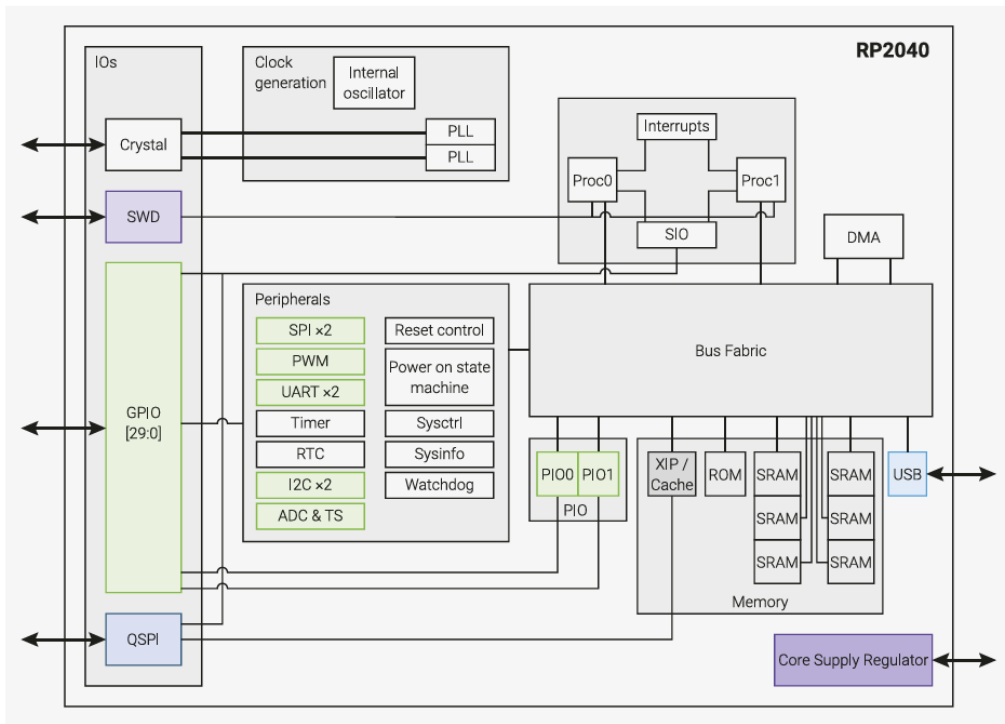 RP2040
IOs
Crystal
SWD
GPIO
[29:0]
QSPI
Clock
generation
Internal
oscillator
PLL
PLL
Interrupts
Proc0
Proc1
SIO
DMA
Peripherals
SPI ×2
PWM
UART ×2
Timer
RTC
I2C ×2
ADC & TS
Reset control
Power on state
machine
Sysctrl
Sysinfo
Watchdog
Bus Fabric
PIO0
PIO1
PIO
XIP /
Cache
ROM
SRAM
SRAM
SRAM
SRAM
SRAM
SRAM
Memory
USB
Core Supply Regulator